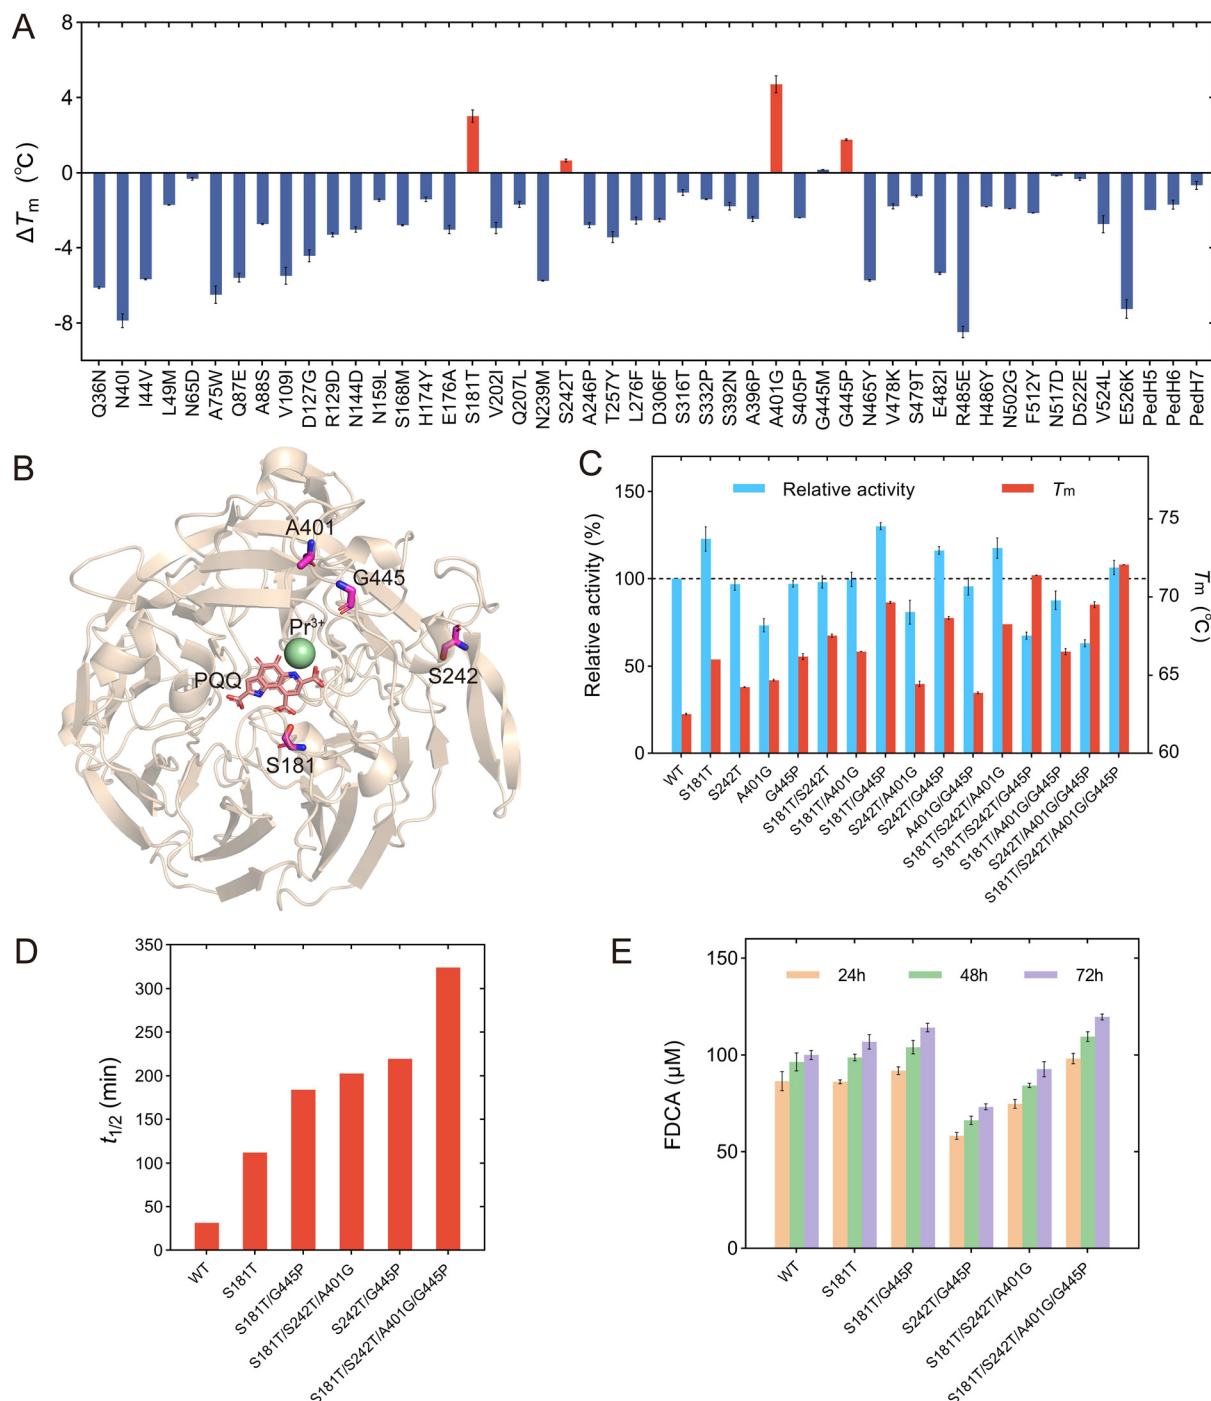 A
8
4
0
-4
-8
ΔTm (°C)
Q36N
N40I
I44V
L49M
N65D
A75W
Q87E
A88S
V109I
D127G
R129D
N144D
N159L
S168M
H174Y
E176A
S181T
V202I
Q207L
N239M
S242T
A246P
T257Y
L276F
D306F
S316T
S332P
S392N
A396P
A401G
S405P
G445M
G445P
N465Y
V478K
S479T
E482I
R485E
H486Y
N502G
F512Y
N517D
D522E
V524L
E526K
PedH5
PedH6
PedH7
B
A401
G445
Pr³⁺
S242
PQQ
S181
C
Relative activity
Tm
150
100
50
0
Relative activity (%)
75
70
65
60
Tm (°C)
WT
S181T
S242T
A401G
G445P
S181T/S242T
S181T/A401G
S181T/G445P
S242T/A401G
S242T/G445P
A401G/G445P
S181T/S242T/A401G
S181T/S242T/G445P
S181T/A401G/G445P
S242T/A401G/G445P
S181T/S242T/A401G/G445P
D
350
300
250
200
150
100
50
0
t1/2 (min)
WT
S181T
S181T/G445P
S181T/S242T/A401G
S242T/G445P
S181T/S242T/A401G/G445P
E
24h
48h
72h
150
100
50
0
FDCA (μM)
WT
S181T
S181T/G445P
S242T/G445P
S181T/S242T/A401G
S181T/S242T/A401G/G445P